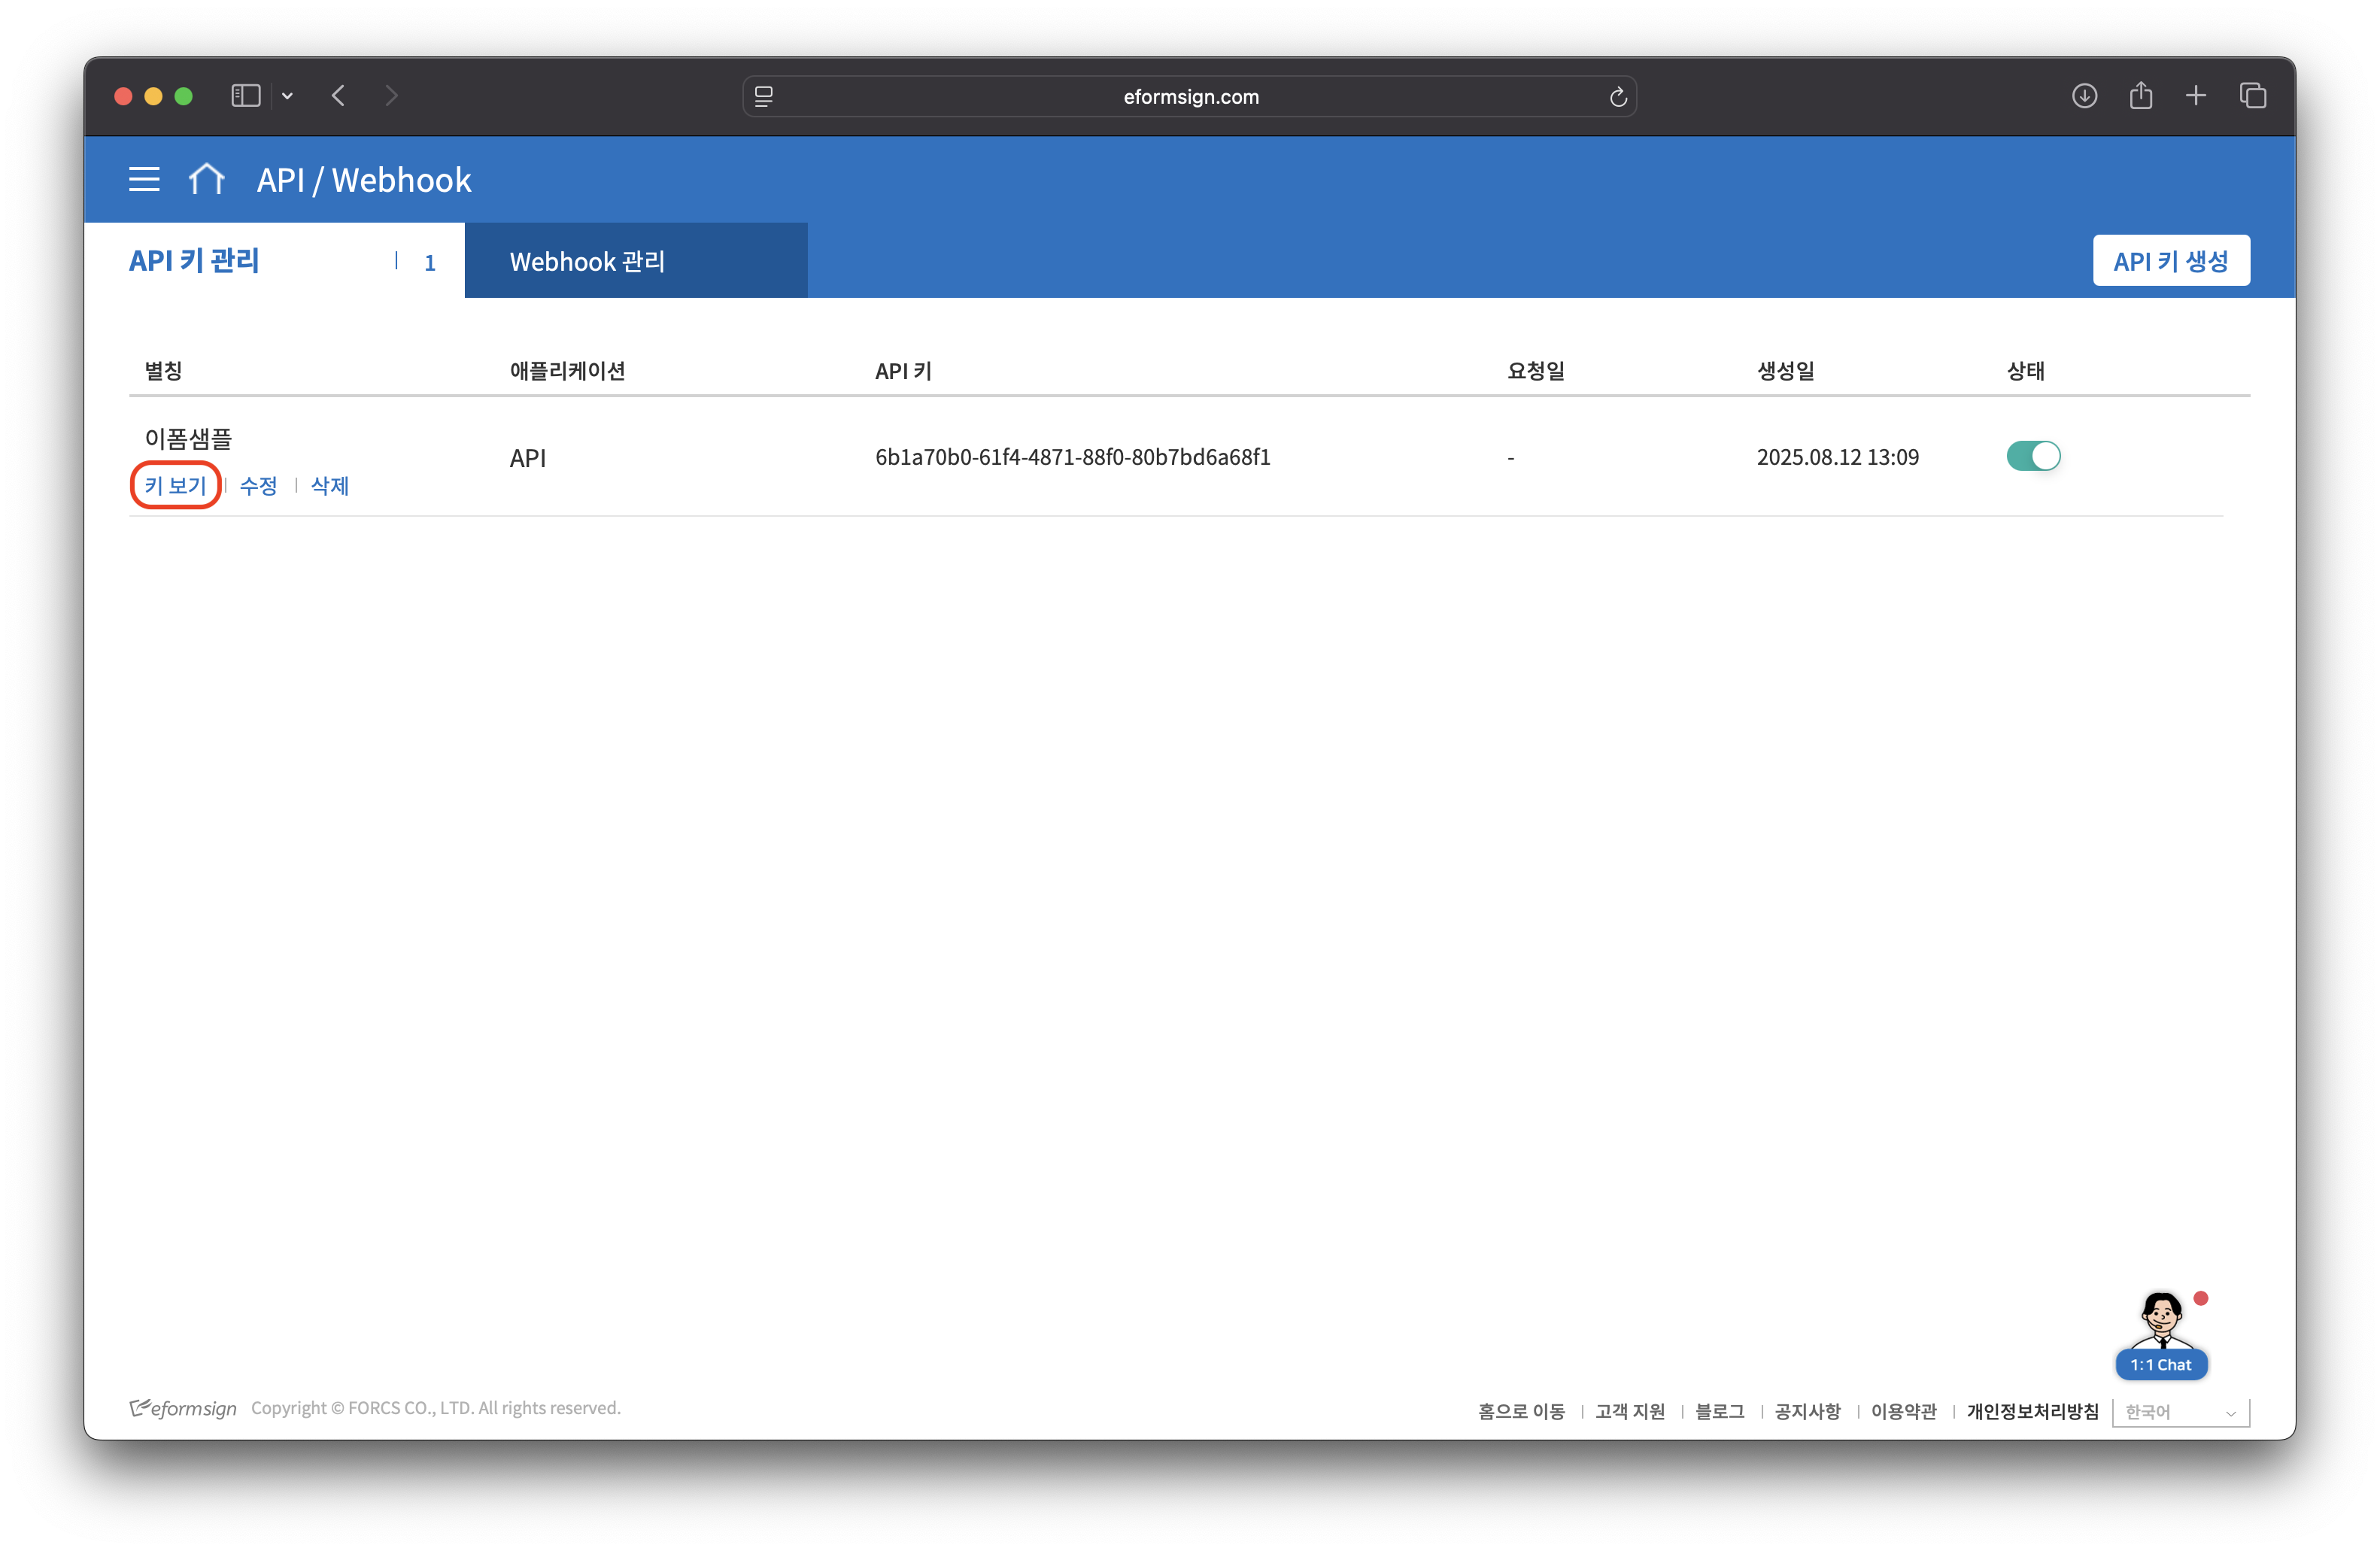 eformsign.com
API / Webhook
API 키 관리 | 1
Webhook 관리
API 키 생성
별칭 애플리케이션 API 키 요청일 생성일 상태
이폼샘플
API 6b1a70b0-61f4-4871-88f0-80b7bd6a68f1 - 2025.08.12 13:09
키 보기 | 수정 | 삭제
1:1 Chat
eformsign Copyright © FORCS CO., LTD. All rights reserved.
홈으로 이동 | 고객 지원 | 블로그 | 공지사항 | 이용약관 | 개인정보처리방침 한국어